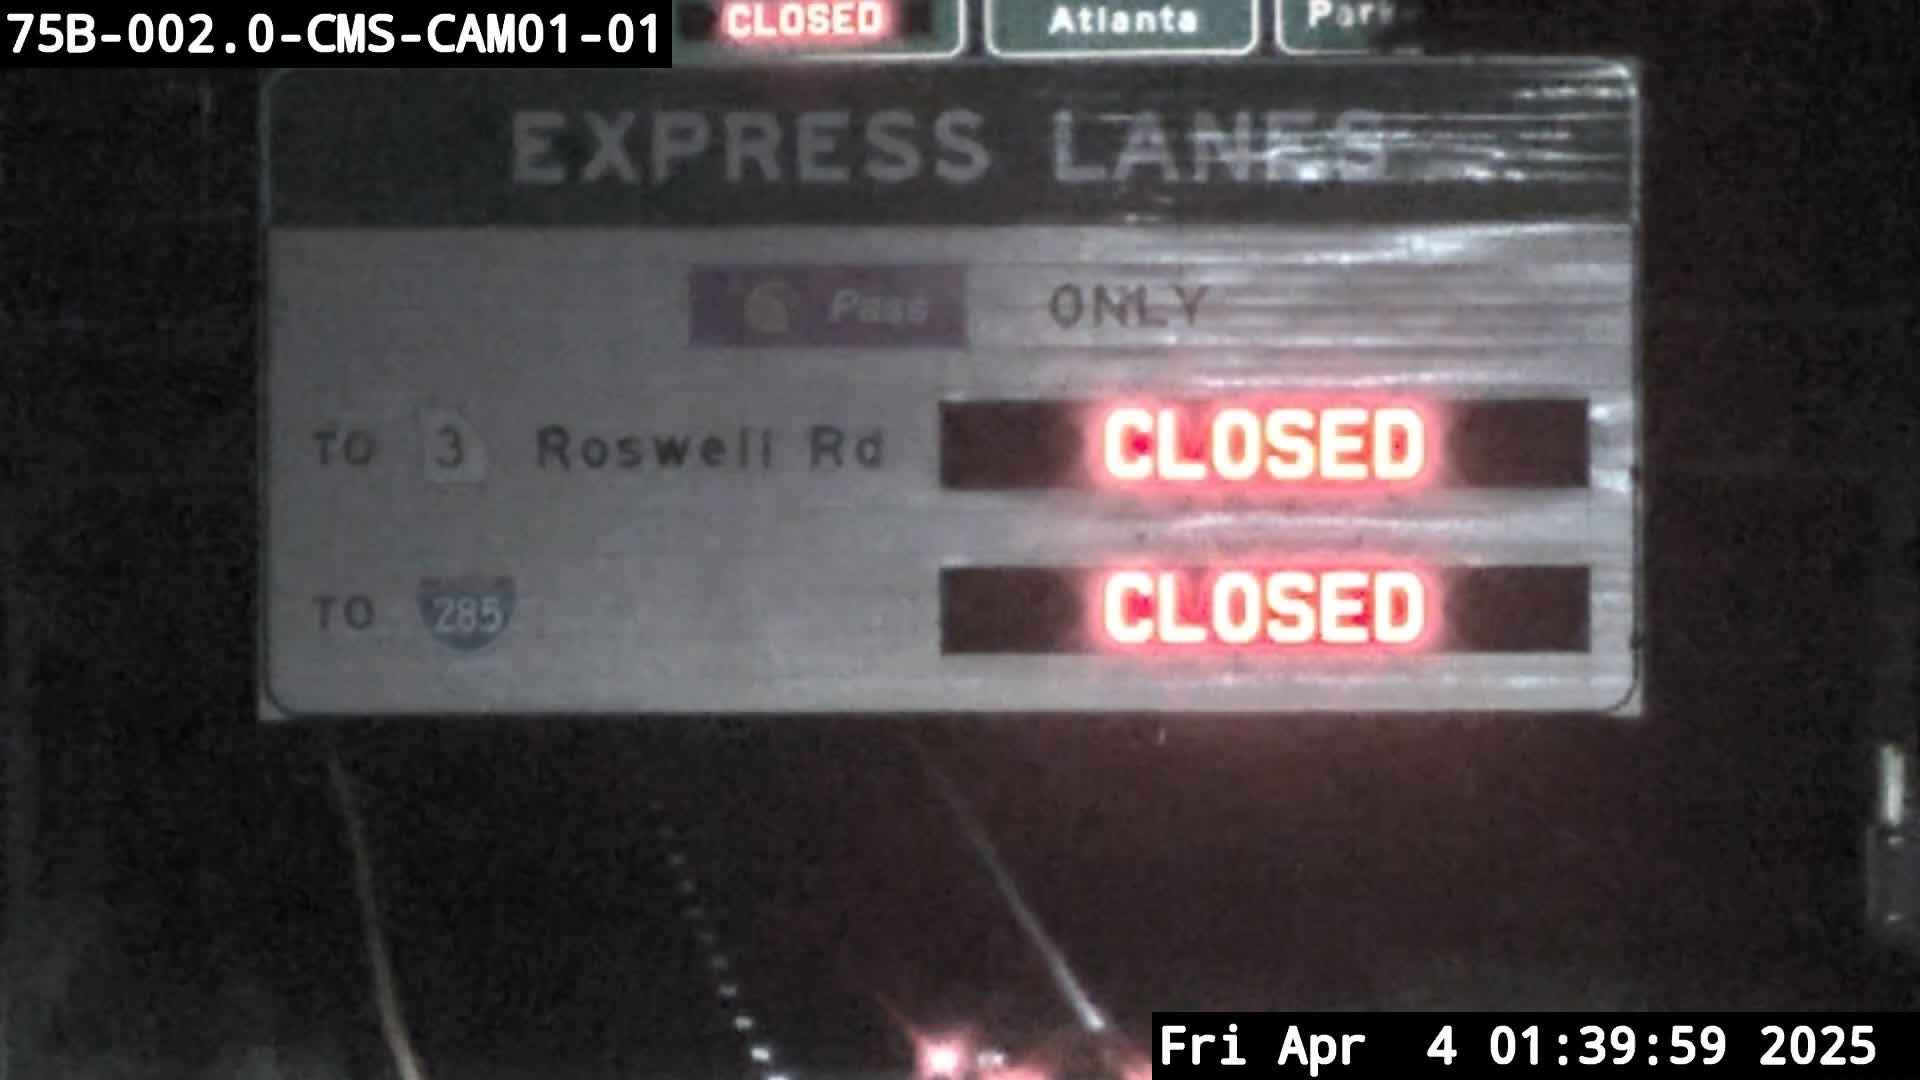 75B-002.0-CMS-CAM01-01
CLOSED
Atlanta
EXPRESS LANES
Pass ONLY
TO 3 Roswell Rd CLOSED
TO 285 CLOSED
Fri Apr 4 01:39:59 2025